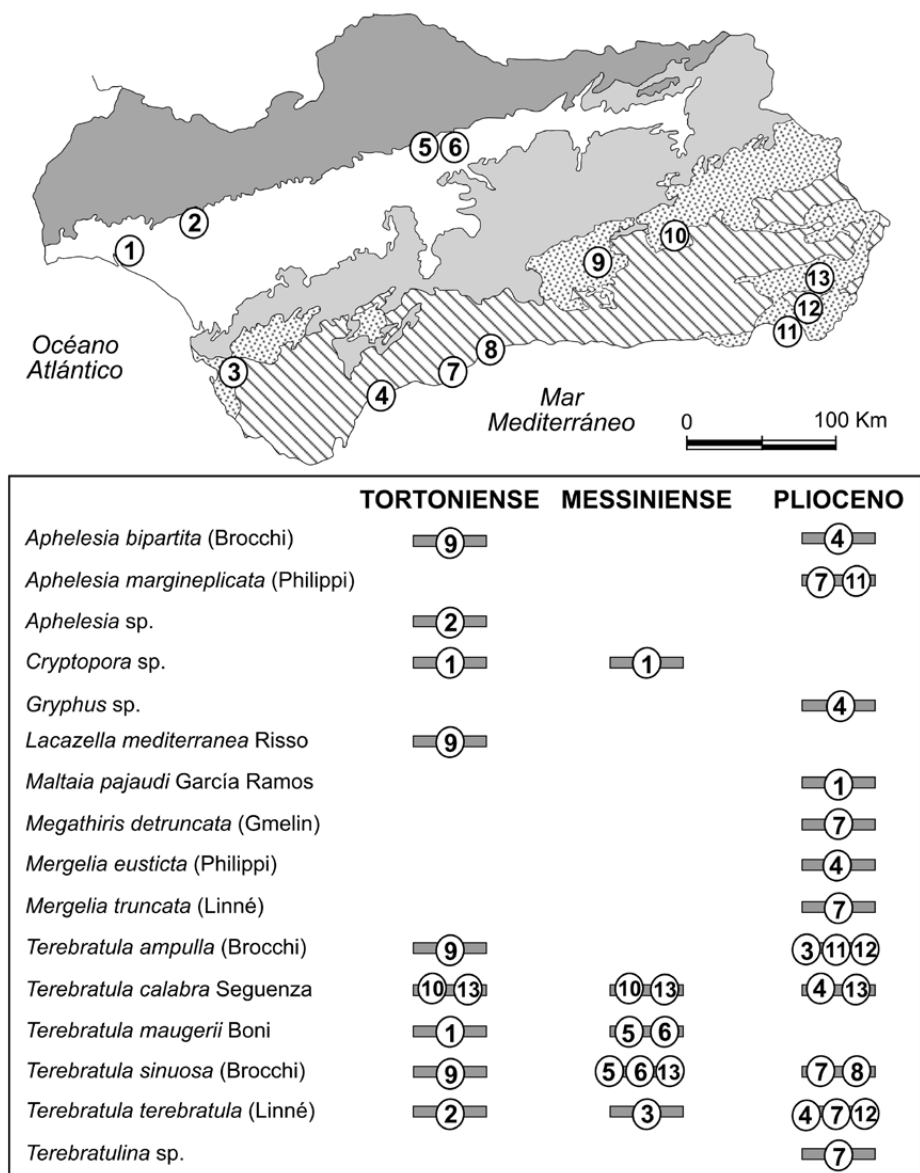 5 6
2
1
10
9
13
12
11
Océano
Atlántico
3
8
7
4
Mar
Mediterráneo
0 100 Km
TORTONIENSE MESSINIENSE PLIOCENO
Aphelesia bipartita (Brocchi) 9 4
Aphelesia margineplicata (Philippi) 7 11
Aphelesia sp. 2
Cryptopora sp. 1 1
Gryphus sp. 4
Lacazella mediterranea Risso 9
Maltaia pajaudi García Ramos 1
Megathiris detruncata (Gmelin) 7
Mergelia eusticta (Philippi) 4
Mergelia truncata (Linné) 7
Terebratula ampulla (Brocchi) 9 3 11 12
Terebratula calabra Seguenza 10 13 10 13 4 13
Terebratula maugerii Boni 1 5 6
Terebratula sinuosa (Brocchi) 9 5 6 13 7 8
Terebratula terebratula (Linné) 2 3 4 7 12
Terebratulina sp. 7